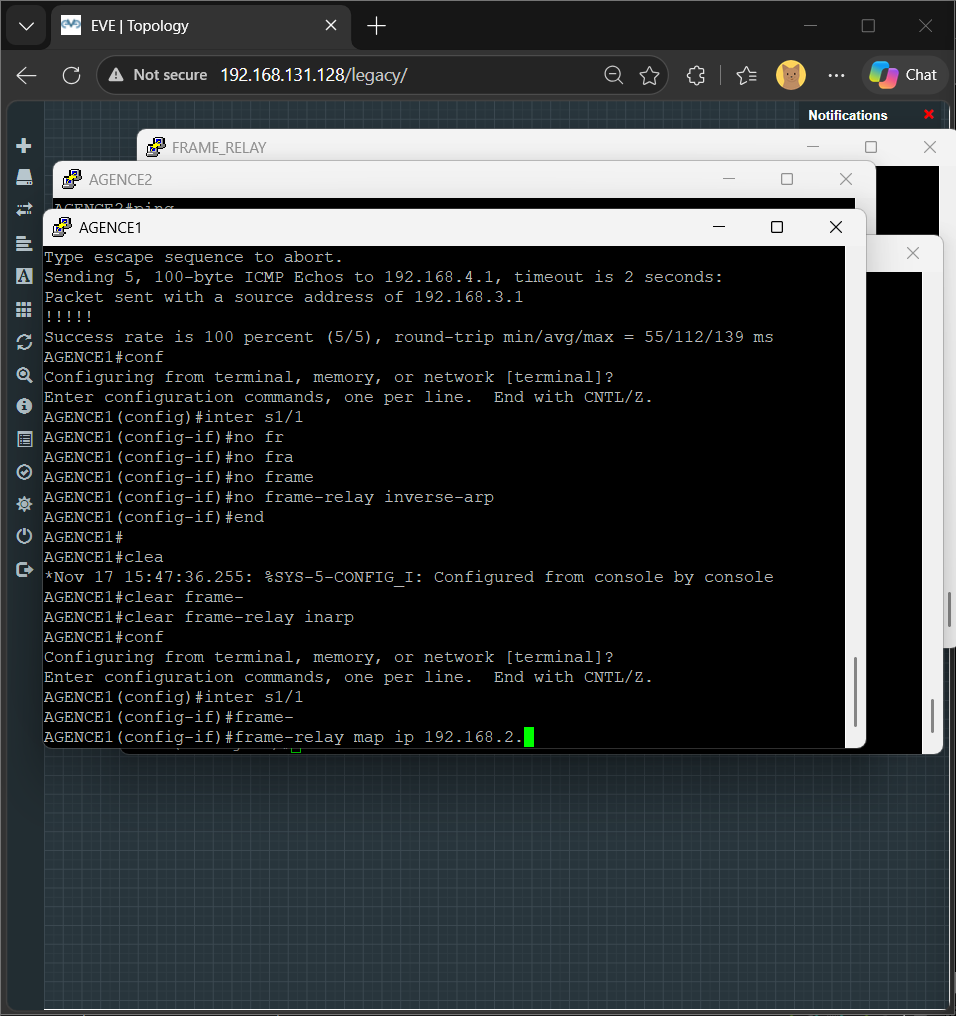 EVE | Topology
Not secure 192.168.131.128/legacy/
Chat
Notifications
FRAME_RELAY
AGENCE2
AGENCE2#ping
AGENCE1
Type escape sequence to abort.
Sending 5, 100-byte ICMP Echos to 192.168.4.1, timeout is 2 seconds:
Packet sent with a source address of 192.168.3.1
!!!!!
Success rate is 100 percent (5/5), round-trip min/avg/max = 55/112/139 ms
AGENCE1#conf
Configuring from terminal, memory, or network [terminal]?
Enter configuration commands, one per line.  End with CNTL/Z.
AGENCE1(config)#inter s1/1
AGENCE1(config-if)#no fr
AGENCE1(config-if)#no fra
AGENCE1(config-if)#no frame
AGENCE1(config-if)#no frame-relay inverse-arp
AGENCE1(config-if)#end
AGENCE1#
AGENCE1#clea
*Nov 17 15:47:36.255: %SYS-5-CONFIG_I: Configured from console by console
AGENCE1#clear frame-
AGENCE1#clear frame-relay inarp
AGENCE1#conf
Configuring from terminal, memory, or network [terminal]?
Enter configuration commands, one per line.  End with CNTL/Z.
AGENCE1(config)#inter s1/1
AGENCE1(config-if)#frame-
AGENCE1(config-if)#frame-relay map ip 192.168.2.